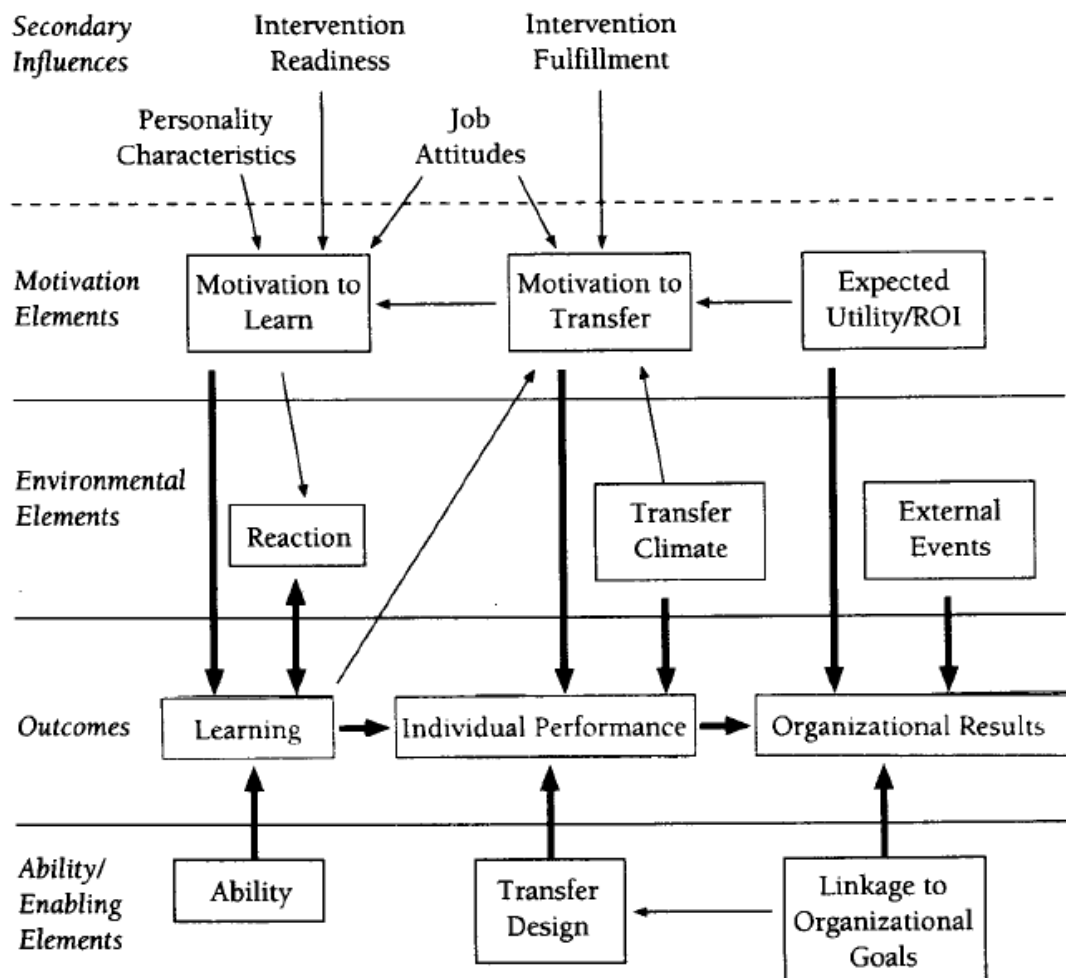 Secondary
Influences
Intervention
Readiness
Intervention
Fulfillment
Personality
Characteristics
Job
Attitudes
Motivation
Elements
Motivation to
Learn
Motivation to
Transfer
Expected
Utility/ROI
Environmental
Elements
Reaction
Transfer
Climate
External
Events
Outcomes
Learning
Individual Performance
Organizational Results
Ability/
Enabling
Elements
Ability
Transfer
Design
Linkage to
Organizational
Goals